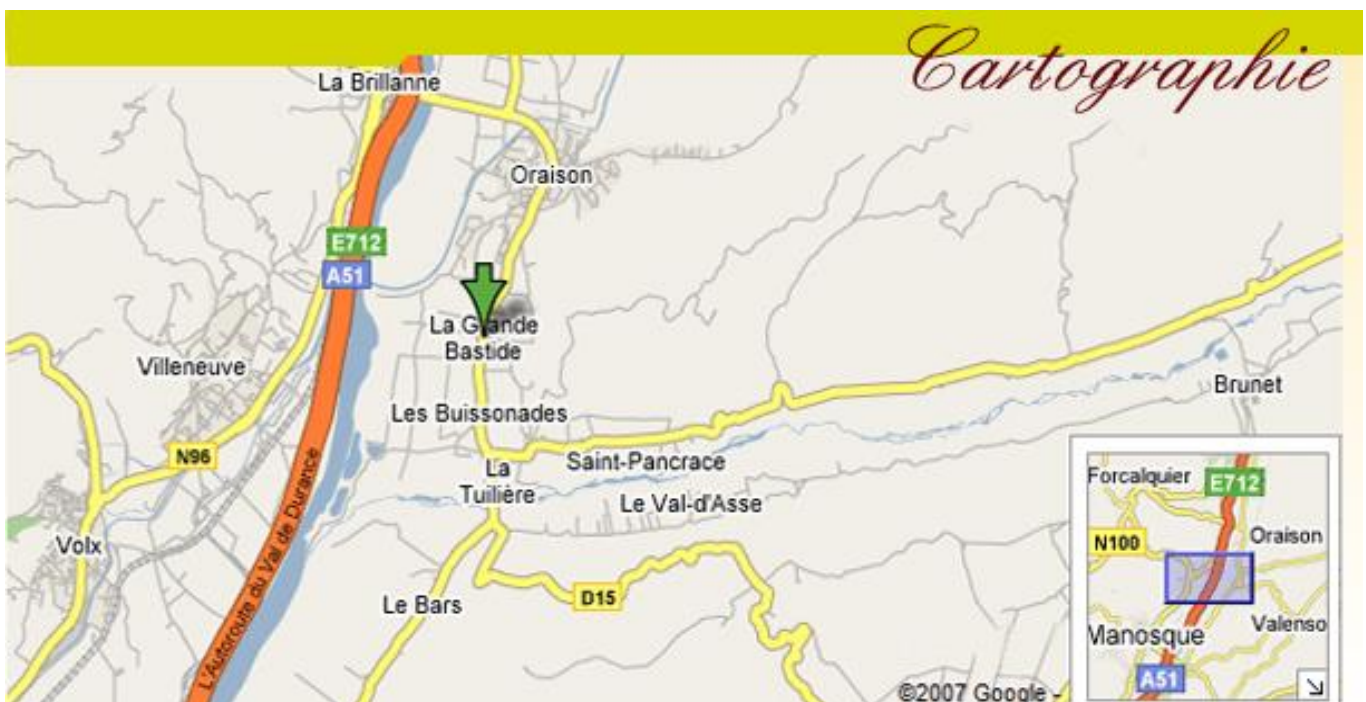 Cartographie
La Brillanne
Oraison
E712
A51
La Grande
Bastide
Villeneuve
Les Buissonades
Brunet
N96
La
Tuilière
Saint-Pancrace
Le Val-d'Asse
Volx
L'Autoroute du Val de Durance
Le Bars
D15
©2007 Google -
Forcalquier
E712
N100
Oraison
Manosque
Valenso
A51